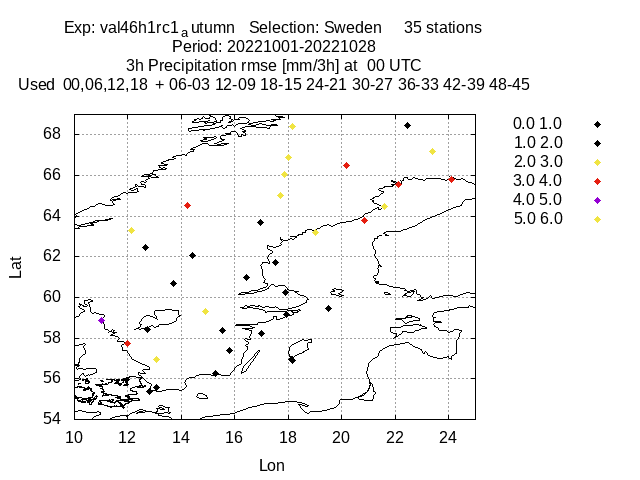 Exp: val46h1rc1a utumn Selection: Sweden 35 stations
Period: 20221001-20221028
3h Precipitation rmse [mm/3h] at 00 UTC
Used 00,06,12,18 + 06-03 12-09 18-15 24-21 30-27 36-33 42-39 48-45
0.0 1.0
1.0 2.0
2.0 3.0
3.0 4.0
4.0 5.0
5.0 6.0
68
66
64
62
60
58
56
54
Lat
10 12 14 16 18 20 22 24
Lon